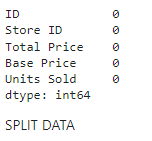 ID             0
Store ID       0
Total Price    0
Base Price     0
Units Sold     0
dtype: int64
SPLIT DATA